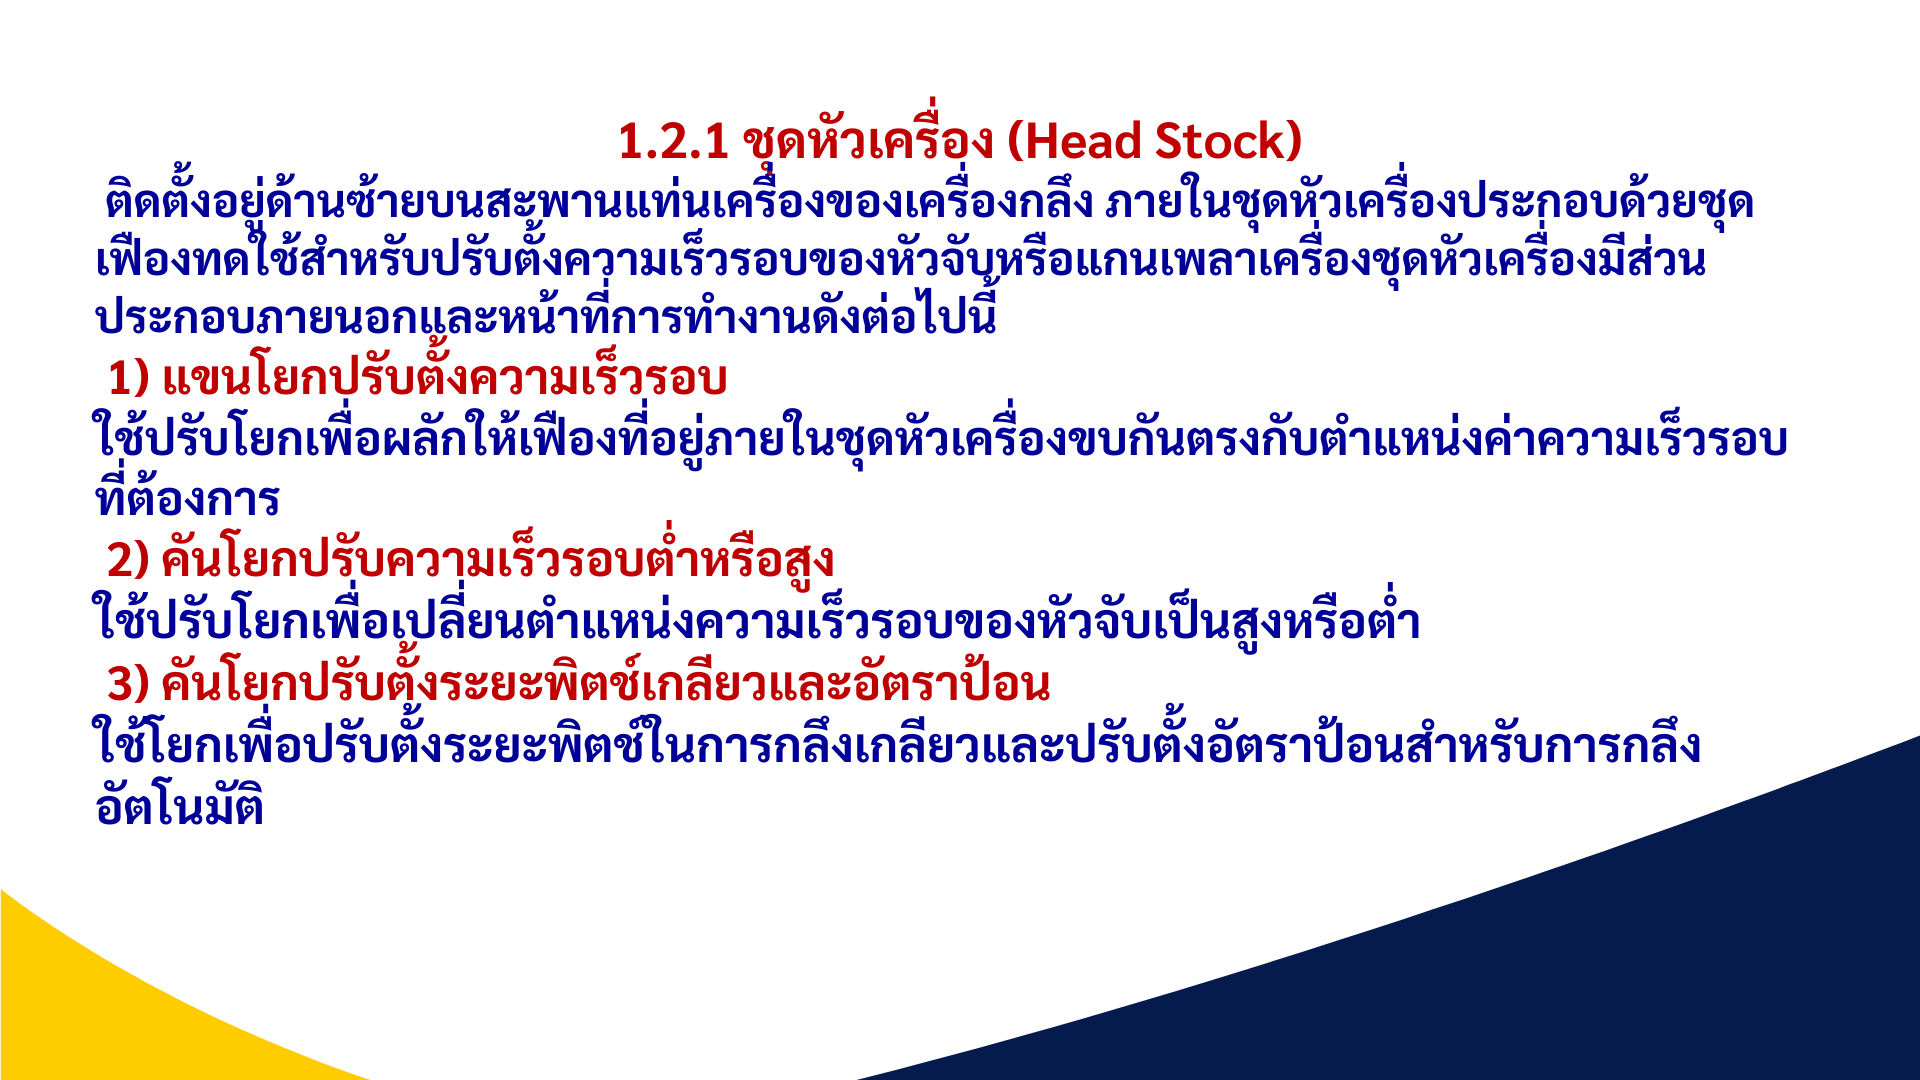 1.2.1 ชุดหัวเครื่อง (Head Stock)
ติดตั้งอยู่ด้านซ้ายบนสะพานแท่นเครื่องของเครื่องกลึง ภายในชุดหัวเครื่องประกอบด้วยชุด
เฟืองทดใช้สำหรับปรับตั้งความเร็วรอบของหัวจับหรือแกนเพลาเครื่องชุดหัวเครื่องมีส่วน
ประกอบภายนอกและหน้าที่การทำงานดังต่อไปนี้
1) แขนโยกปรับตั้งความเร็วรอบ
ใช้ปรับโยกเพื่อผลักให้เฟืองที่อยู่ภายในชุดหัวเครื่องขบกันตรงกับตำแหน่งค่าความเร็วรอบ
ที่ต้องการ
2) คันโยกปรับความเร็วรอบต่ำหรือสูง
ใช้ปรับโยกเพื่อเปลี่ยนตำแหน่งความเร็วรอบของหัวจับเป็นสูงหรือต่ำ
3) คันโยกปรับตั้งระยะพิตช์เกลียวและอัตราป้อน
ใช้โยกเพื่อปรับตั้งระยะพิตช์ในการกลึงเกลียวและปรับตั้งอัตราป้อนสำหรับการกลึง
อัตโนมัติ